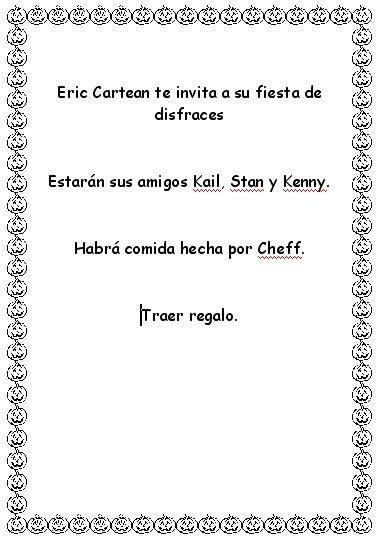 Eric Cartean te invita a su fiesta de
disfraces
Estarán sus amigos Kail, Stan y Kenny.
Habrá comida hecha por Cheff.
Traer regalo.